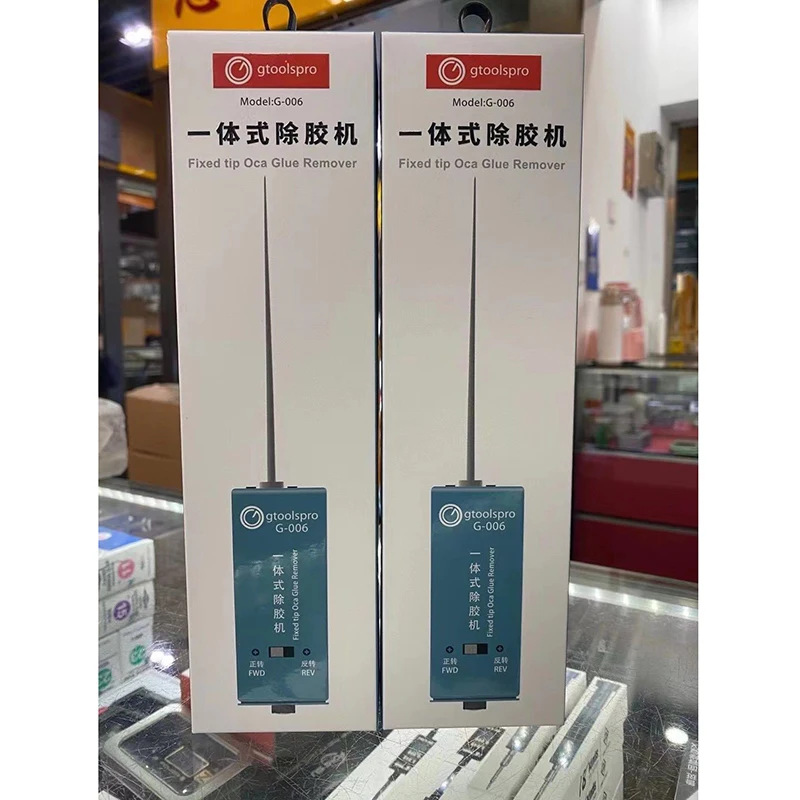 gtoolspro
Model:G-006
一体式除胶机
Fixed tip Oca Glue Remover
gtoolspro
G-006
一体式除胶机
Fixed tip Oca Glue Remover
正转
FWD
反转
REV
gtoolspro
Model:G-006
一体式除胶机
Fixed tip Oca Glue Remover
gtoolspro
G-006
一体式除胶机
Fixed tip Oca Glue Remover
正转
FWD
反转
REV